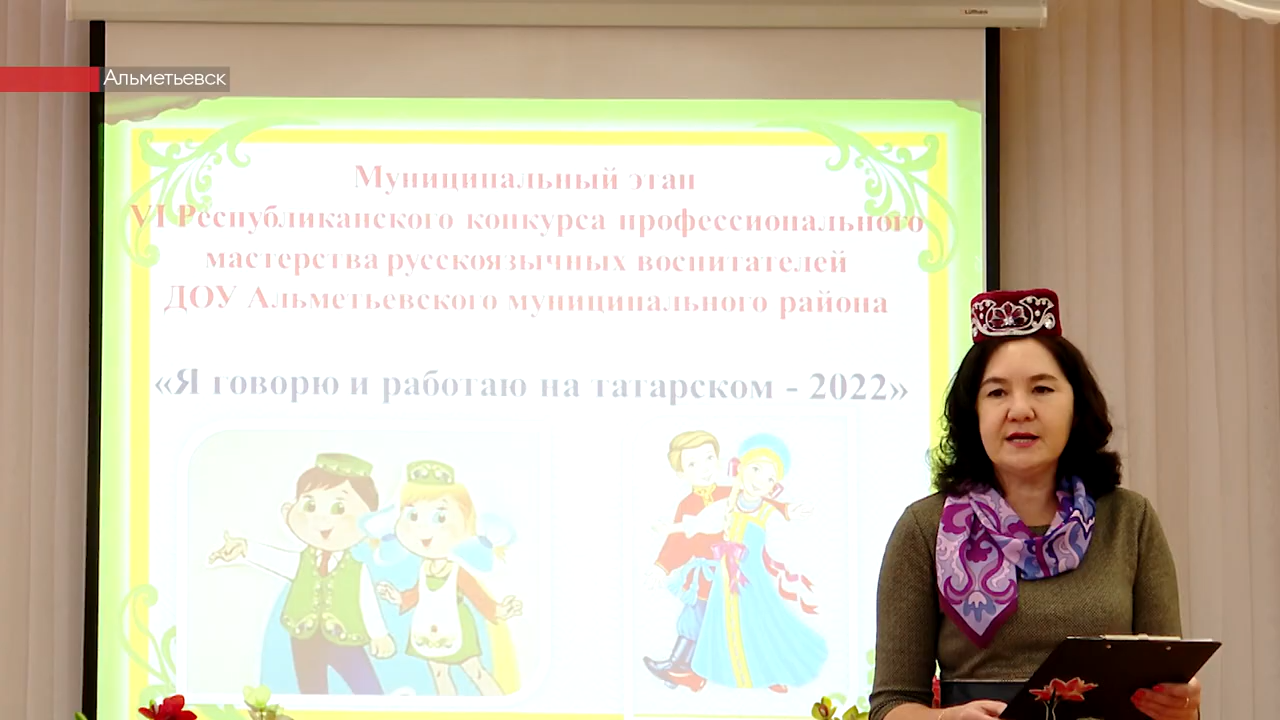 Lumien
Альметьевск
Муниципальный этап
VI Республиканского конкурса профессионального
мастерства русскоязычных воспитателей
ДОУ Альметьевского муниципального района
«Я говорю и работаю на татарском - 2022»